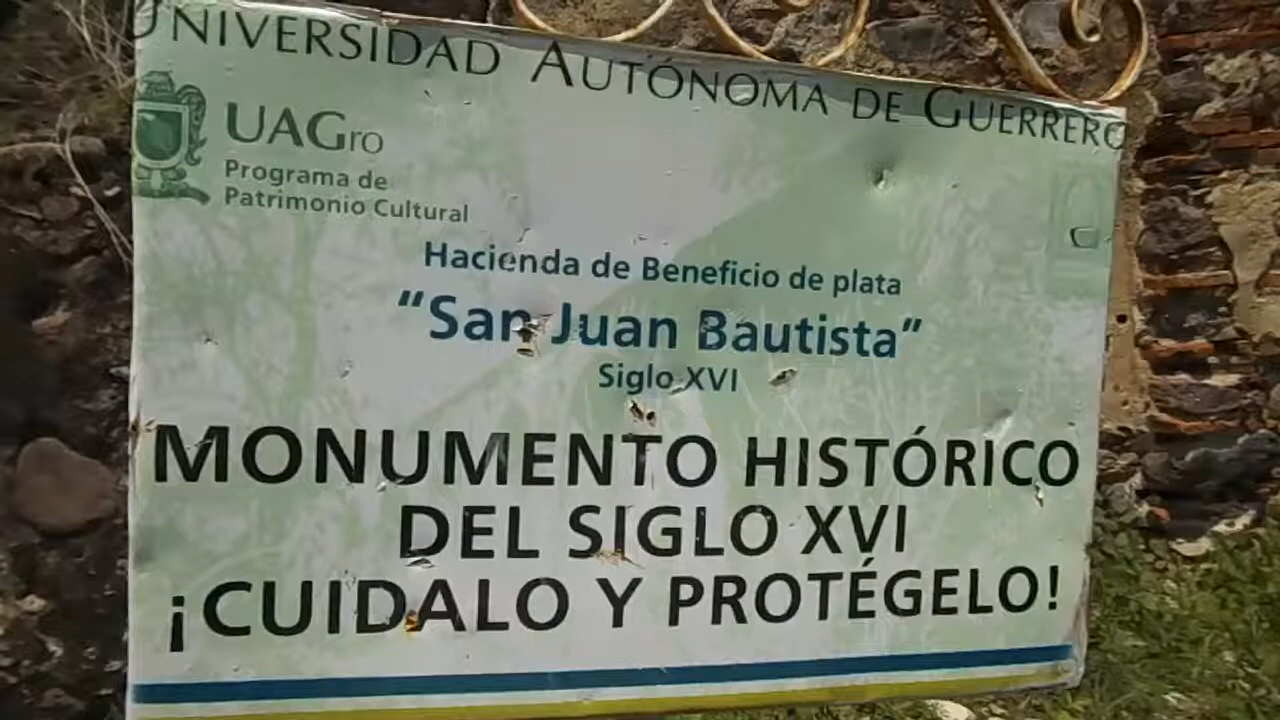 UNIVERSIDAD AUTÓNOMA DE GUERRERO
UAGro
Programa de
Patrimonio Cultural
Hacienda de Beneficio de plata
"San Juan Bautista"
Siglo XVI
MONUMENTO HISTÓRICO
DEL SIGLO XVI
¡CUIDALO Y PROTÉGELO!